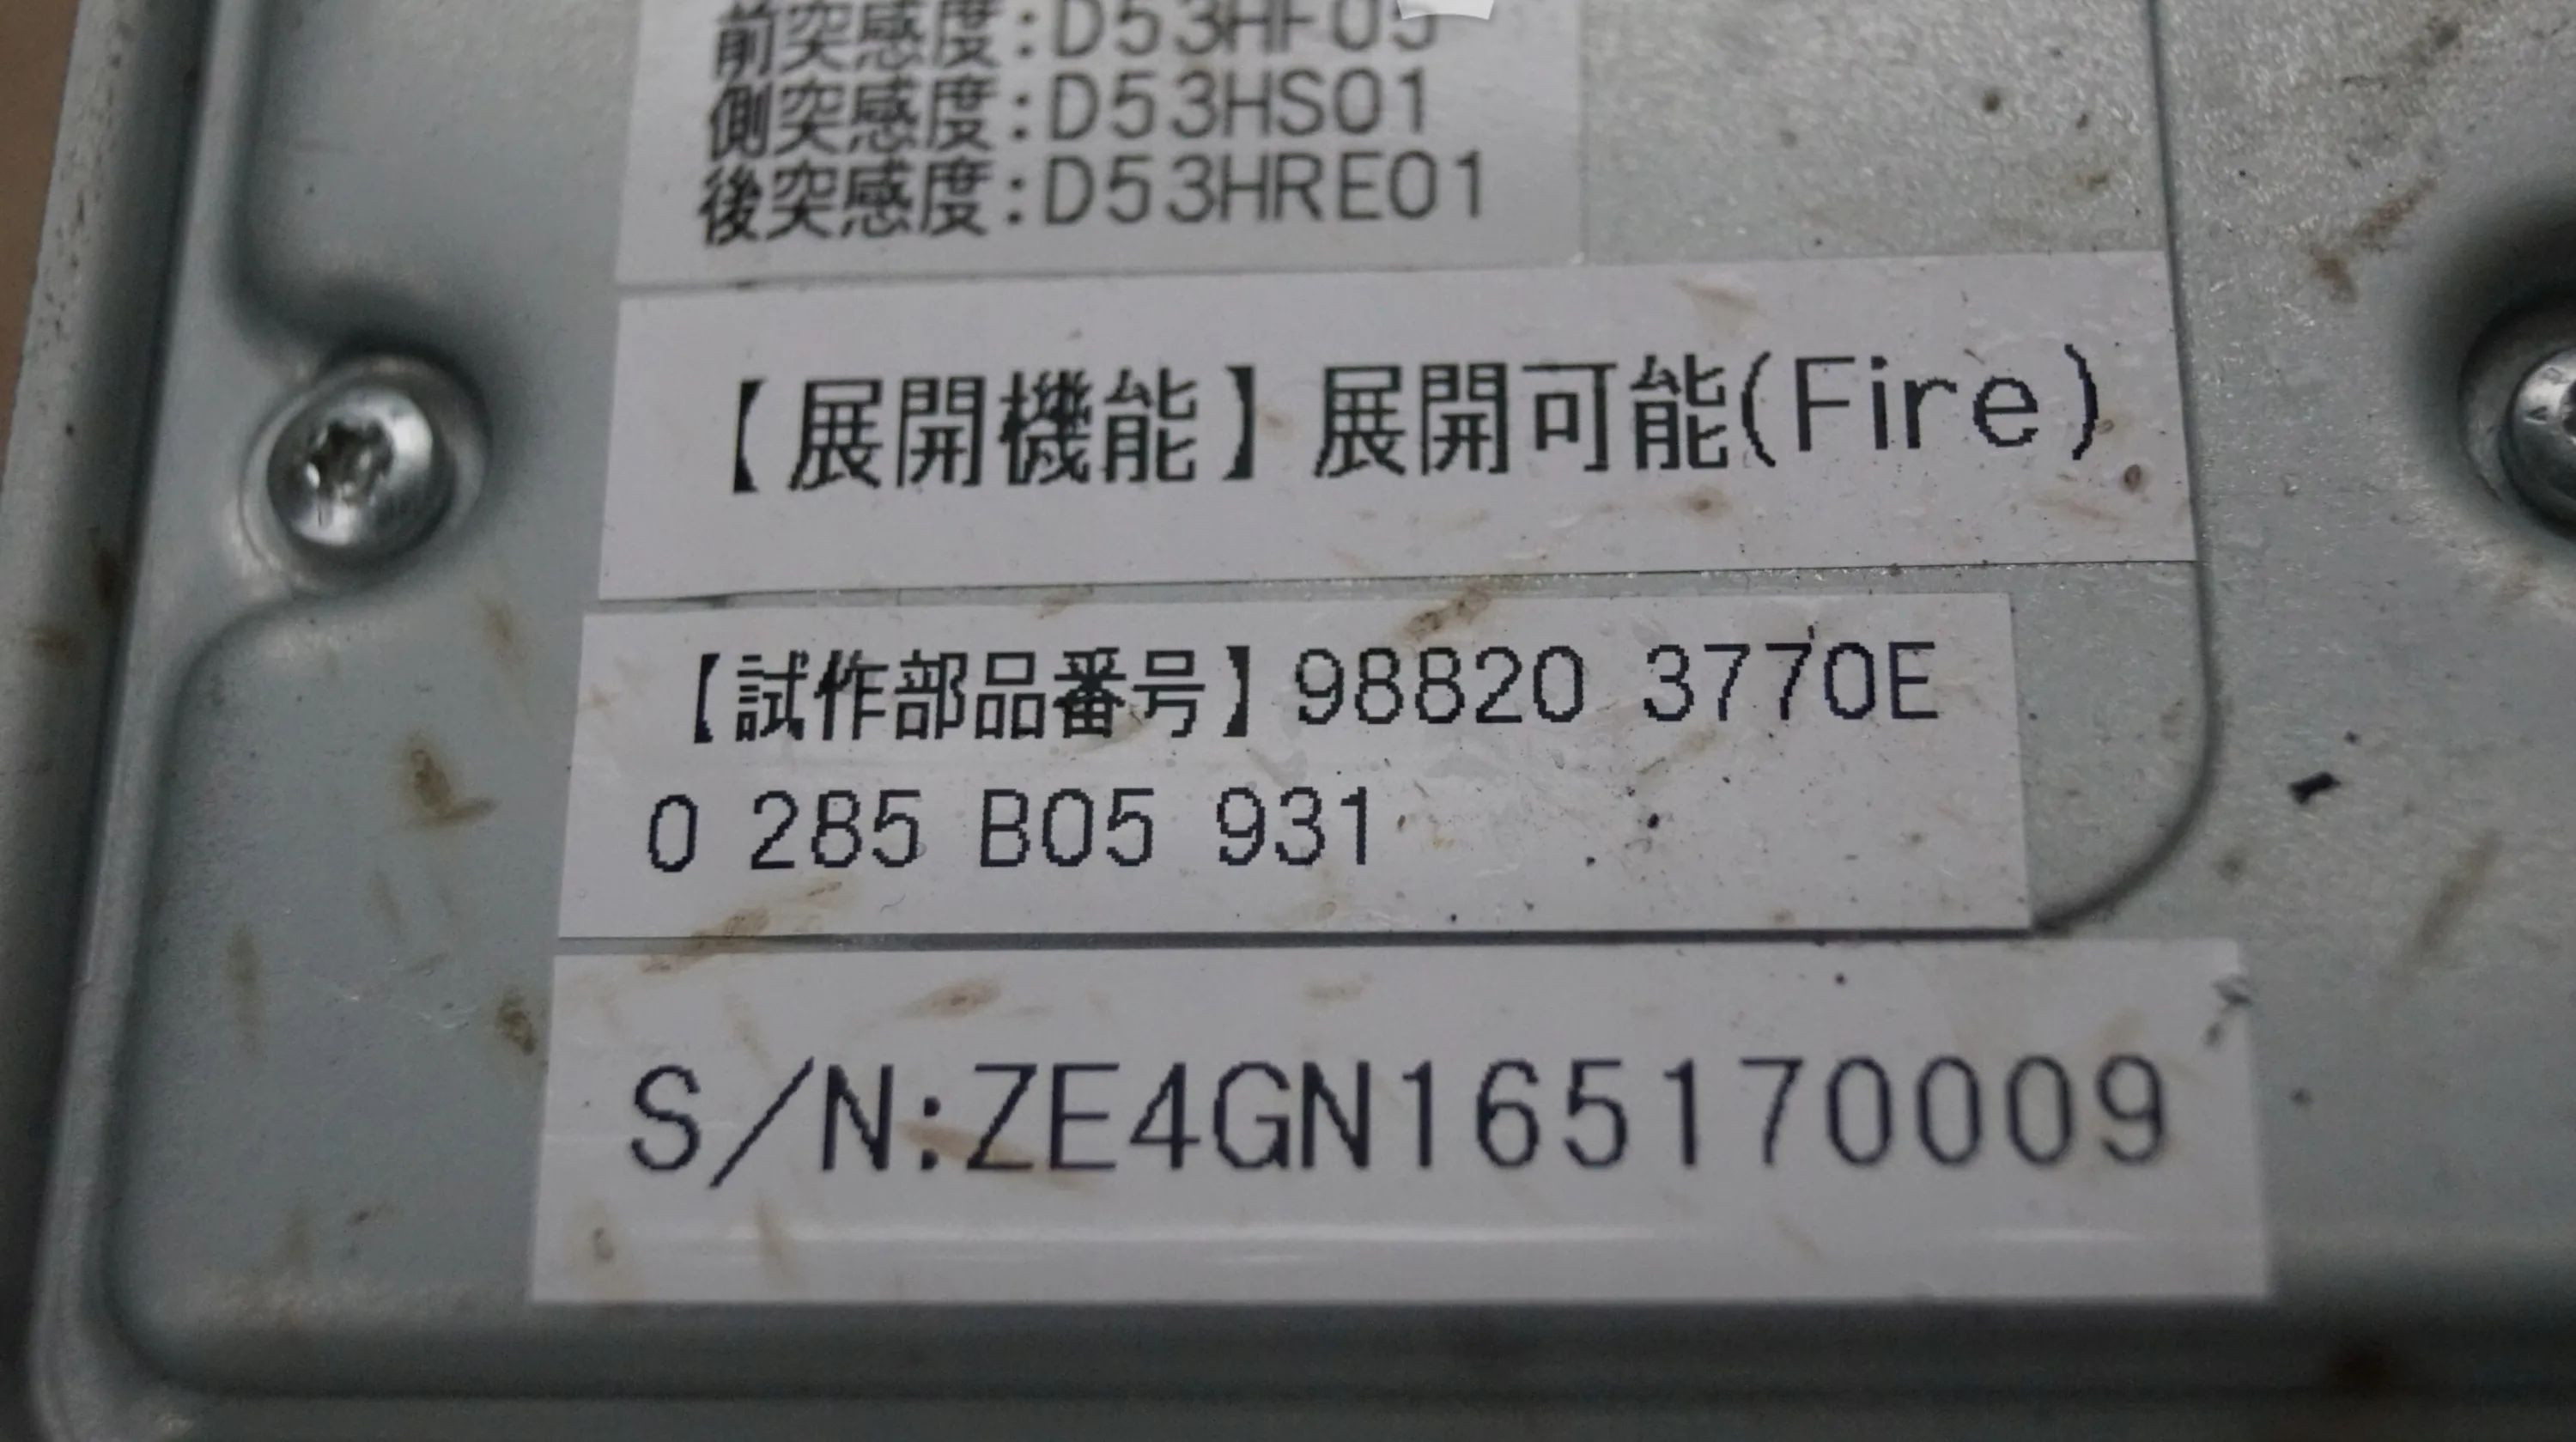 前突感度:D53HF05
側突感度:D53HS01
後突感度:D53HRE01
【展開機能】展開可能(Fire)
【試作部品番号】98820 3770E
0 285 B05 931
S/N:ZE4GN165170009